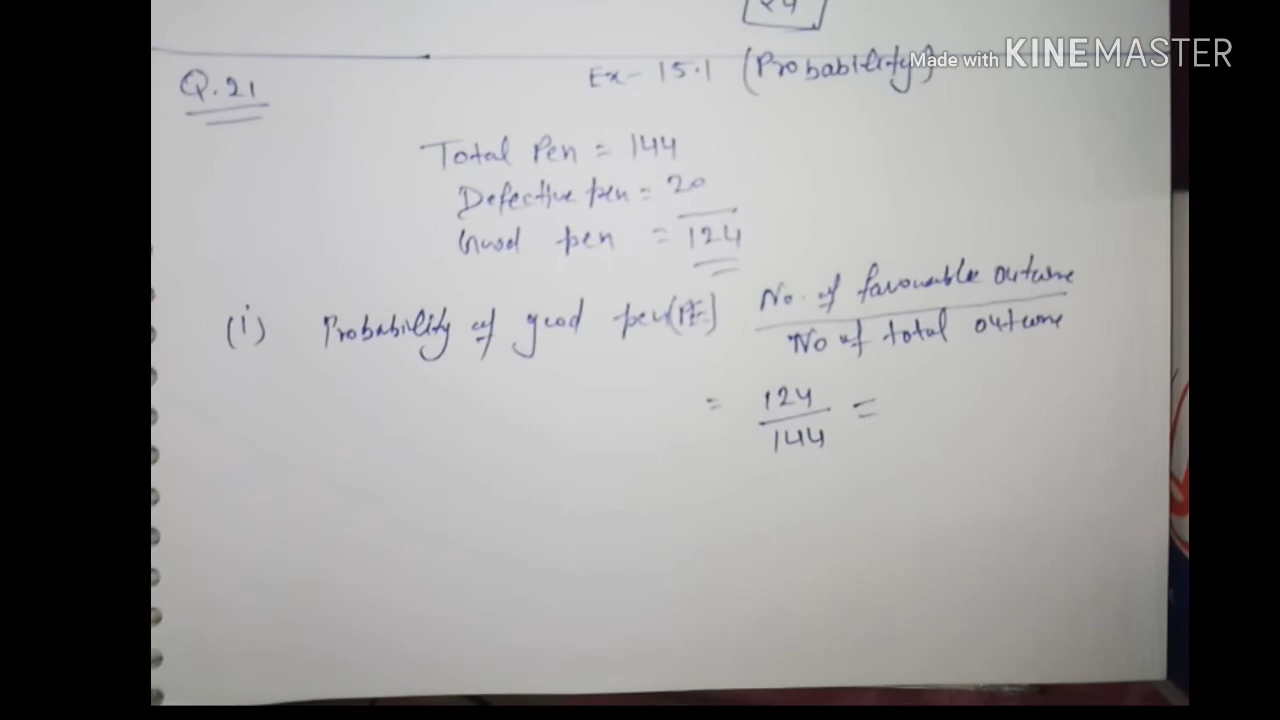 Q.21
Ex- 15.1 (Probability)
Made with KINEMASTER
Total Pen = 144
Defective pen = 20
Good pen = 124
(i) Probability of good pen(PE) No. of favourable outcome
No of total outcome
= 124
144 =